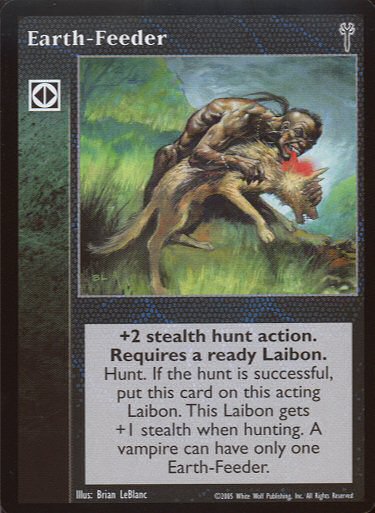 Earth-Feeder
BL
+2 stealth hunt action.
Requires a ready Laibon.
Hunt. If the hunt is successful,
put this card on this acting
Laibon. This Laibon gets
+1 stealth when hunting. A
vampire can have only one
Earth-Feeder.
Illus: Brian LeBlanc
©2005 White Wolf Publishing, Inc. All Rights Reserved